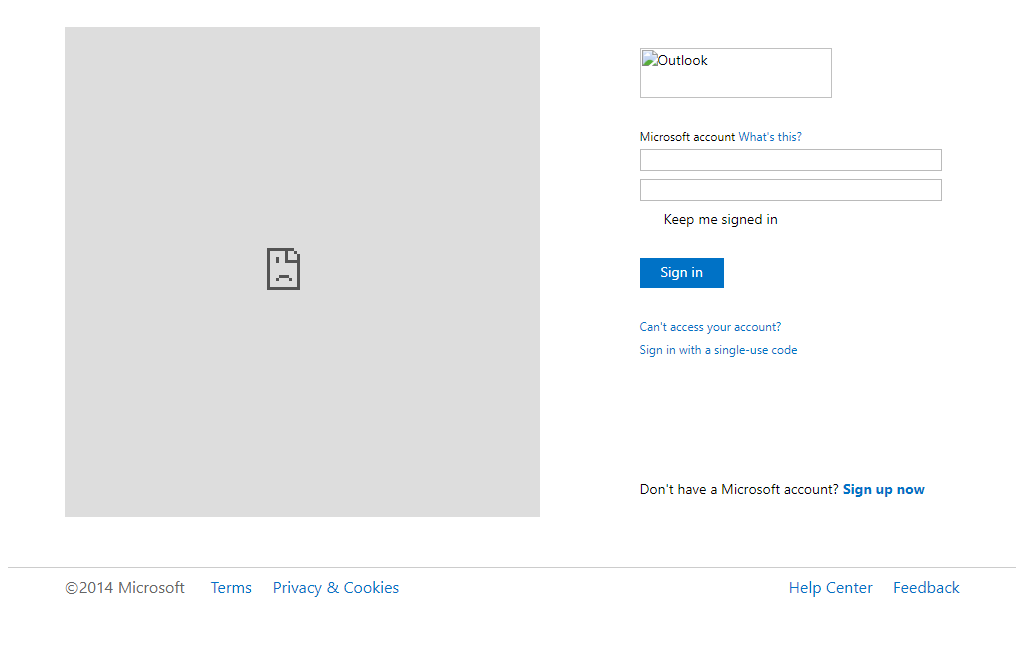 Outlook
Microsoft account What's this?
Keep me signed in
Sign in
Can't access your account?
Sign in with a single-use code
Don't have a Microsoft account? Sign up now
©2014 Microsoft Terms Privacy & Cookies Help Center Feedback